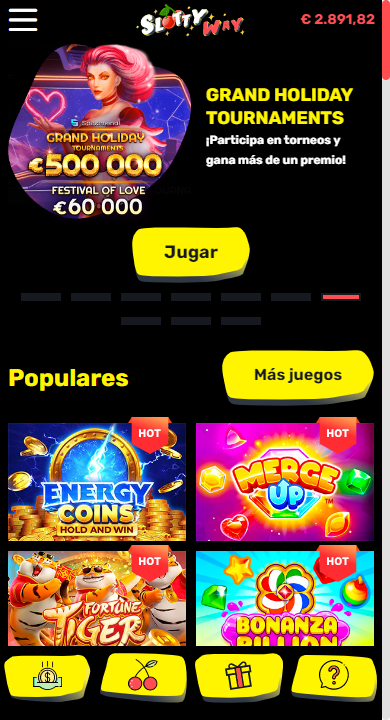 SLOTTY WAY
€ 2.891,82
Spinomenal
GRAND HOLIDAY
TOURNAMENTS
€500 000
FESTIVAL OF LOVE
€60 000
GRAND HOLIDAY
TOURNAMENTS
¡Participa en torneos y
gana más de un premio!
Jugar
Populares
Más juegos
HOT
ENERGY
COINS
HOLD AND WIN
HOT
MERGE
UP™
HOT
FORTUNE
TIGER
HOT
BONANZA
BILLION